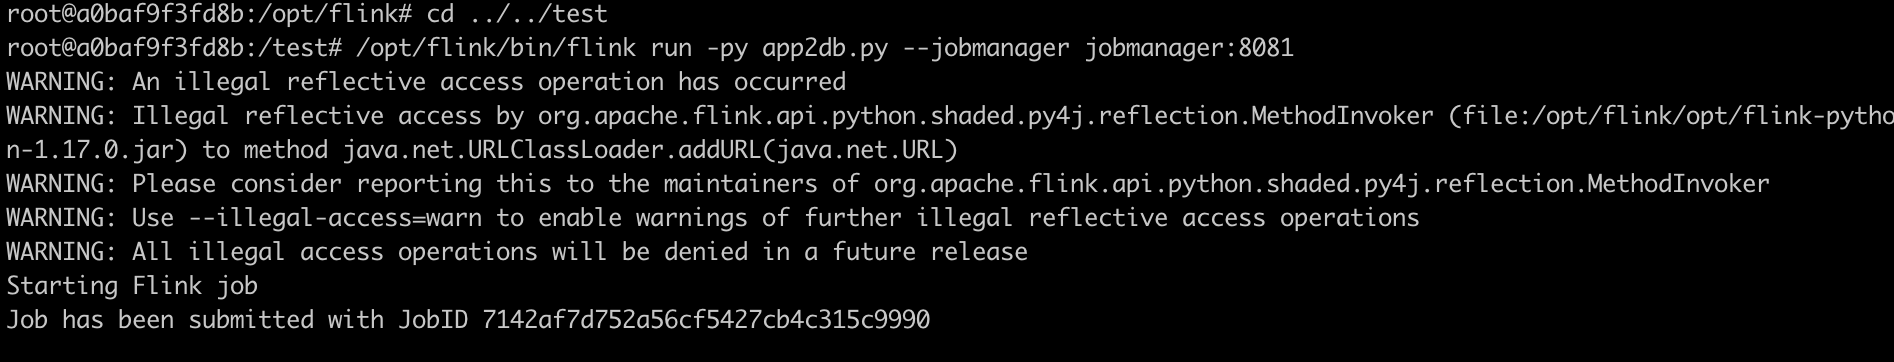 root@a0baf9f3fd8b:/opt/flink# cd ../../test
root@a0baf9f3fd8b:/test# /opt/flink/bin/flink run -py app2db.py --jobmanager jobmanager:8081
WARNING: An illegal reflective access operation has occurred
WARNING: Illegal reflective access by org.apache.flink.api.python.shaded.py4j.reflection.MethodInvoker (file:/opt/flink/opt/flink-pytho
n-1.17.0.jar) to method java.net.URLClassLoader.addURL(java.net.URL)
WARNING: Please consider reporting this to the maintainers of org.apache.flink.api.python.shaded.py4j.reflection.MethodInvoker
WARNING: Use --illegal-access=warn to enable warnings of further illegal reflective access operations
WARNING: All illegal access operations will be denied in a future release
Starting Flink job
Job has been submitted with JobID 7142af7d752a56cf5427cb4c315c9990